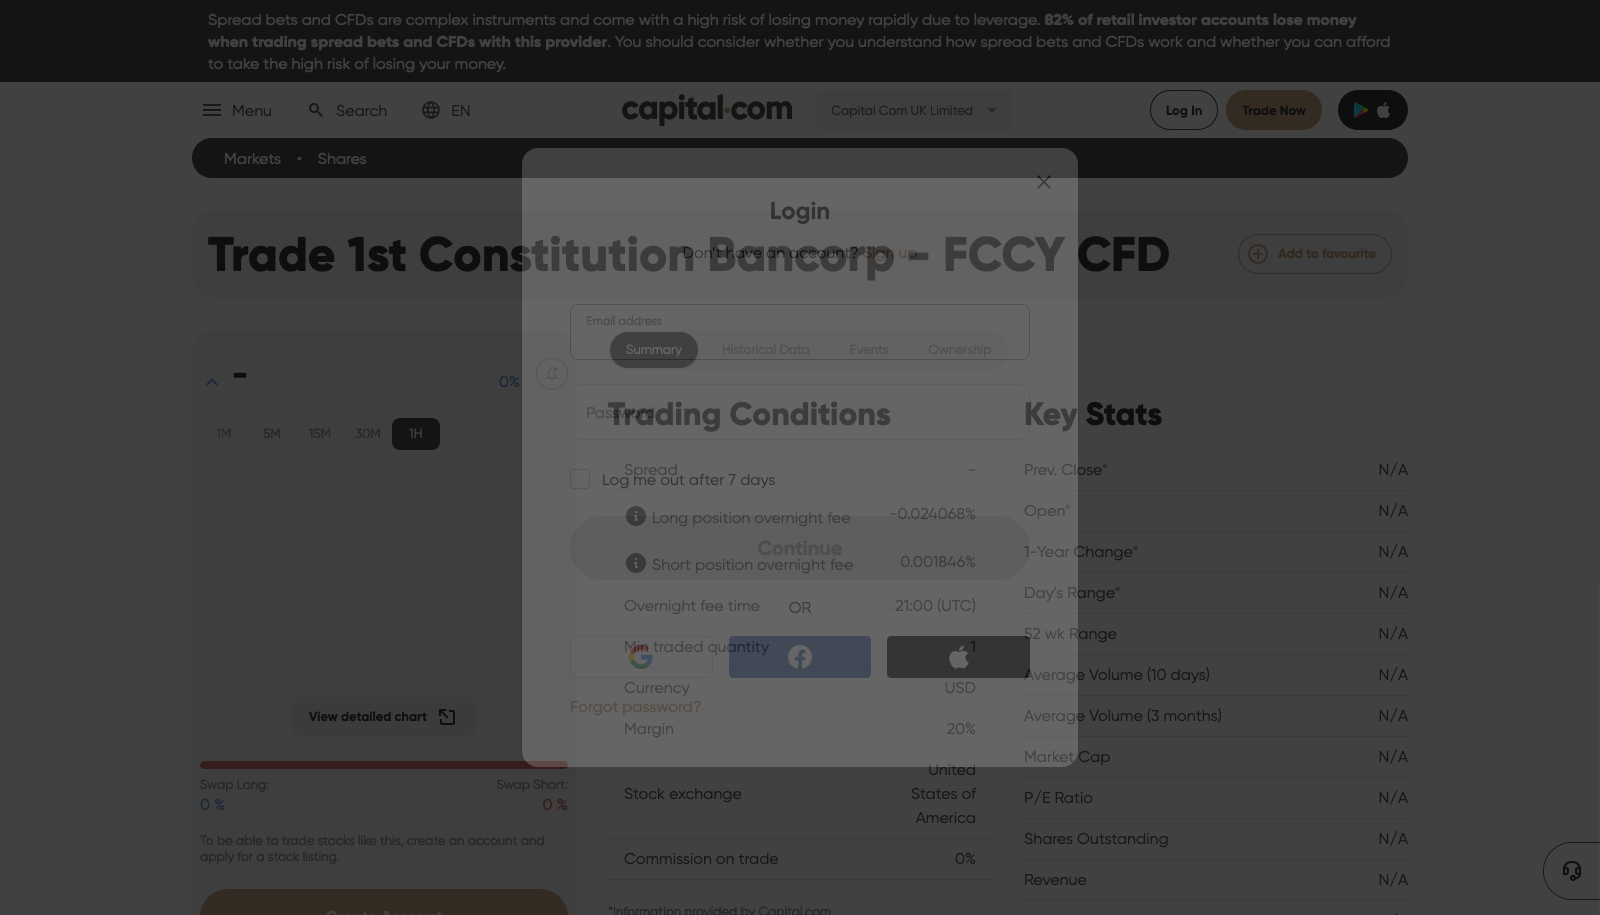 Spread bets and CFDs are complex instruments and come with a high risk of losing money rapidly due to leverage. 82% of retail investor accounts lose money
when trading spread bets and CFDs with this provider. You should consider whether you understand how spread bets and CFDs work and whether you can afford
to take the high risk of losing your money.
Menu
Search
EN
capital.com
Capital Com UK Limited
Log In
Trade Now
Markets • Shares
Trade 1st Constitution Bancorp – FCCY CFD
Add to favourite
Login
Don't have an account? Sign up
Email address
Password
Log me out after 7 days
Continue
OR
Forgot password?
0%
1M 5M 15M 30M 1H
View detailed chart
Swap Long:
0 %
Swap Short:
0 %
To be able to trade stocks like this, create an account and
apply for a stock listing.
Create Account
Summary
Historical Data
Events
Ownership
Trading Conditions
Spread -
Long position overnight fee -0.024068%
Short position overnight fee 0.001846%
Overnight fee time 21:00 (UTC)
Min traded quantity 1
Currency USD
Margin 20%
Stock exchange United
States of
America
Commission on trade 0%
*Information provided by Capital.com
Key Stats
Prev. Close* N/A
Open* N/A
1-Year Change* N/A
Day's Range* N/A
52 wk Range N/A
Average Volume (10 days) N/A
Average Volume (3 months) N/A
Market Cap N/A
P/E Ratio N/A
Shares Outstanding N/A
Revenue N/A